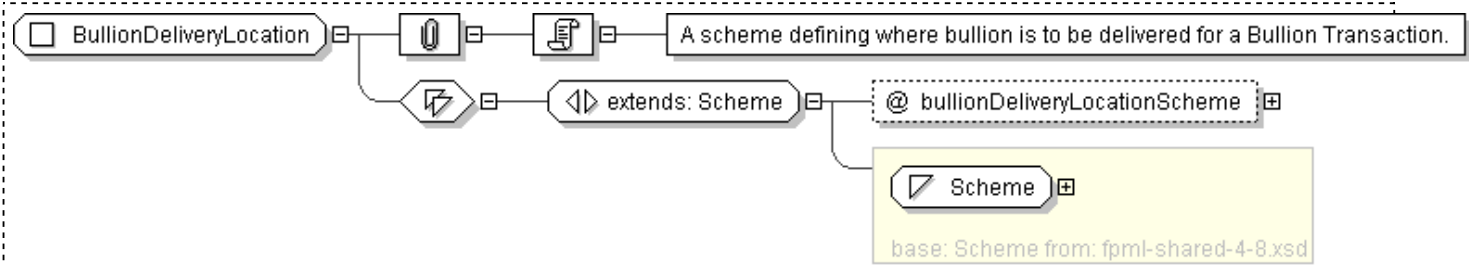 BullionDeliveryLocation
A scheme defining where bullion is to be delivered for a Bullion Transaction.
extends: Scheme
@ bullionDeliveryLocationScheme
Scheme
base: Scheme from: fpml-shared-4-8.xsd